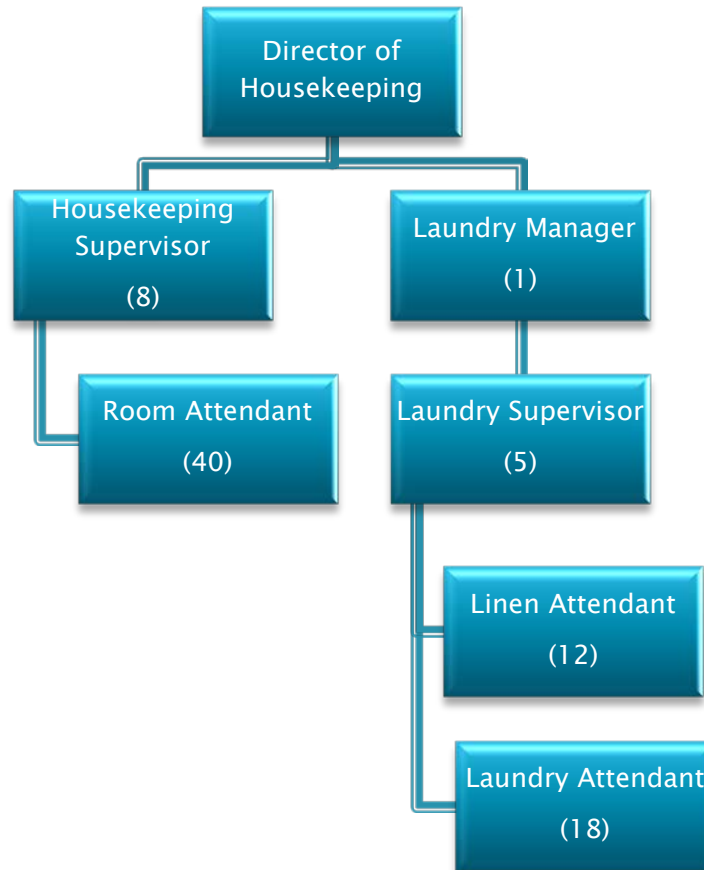 Director of
Housekeeping
Housekeeping
Supervisor
(8)
Laundry Manager
(1)
Room Attendant
(40)
Laundry Supervisor
(5)
Linen Attendant
(12)
Laundry Attendant
(18)